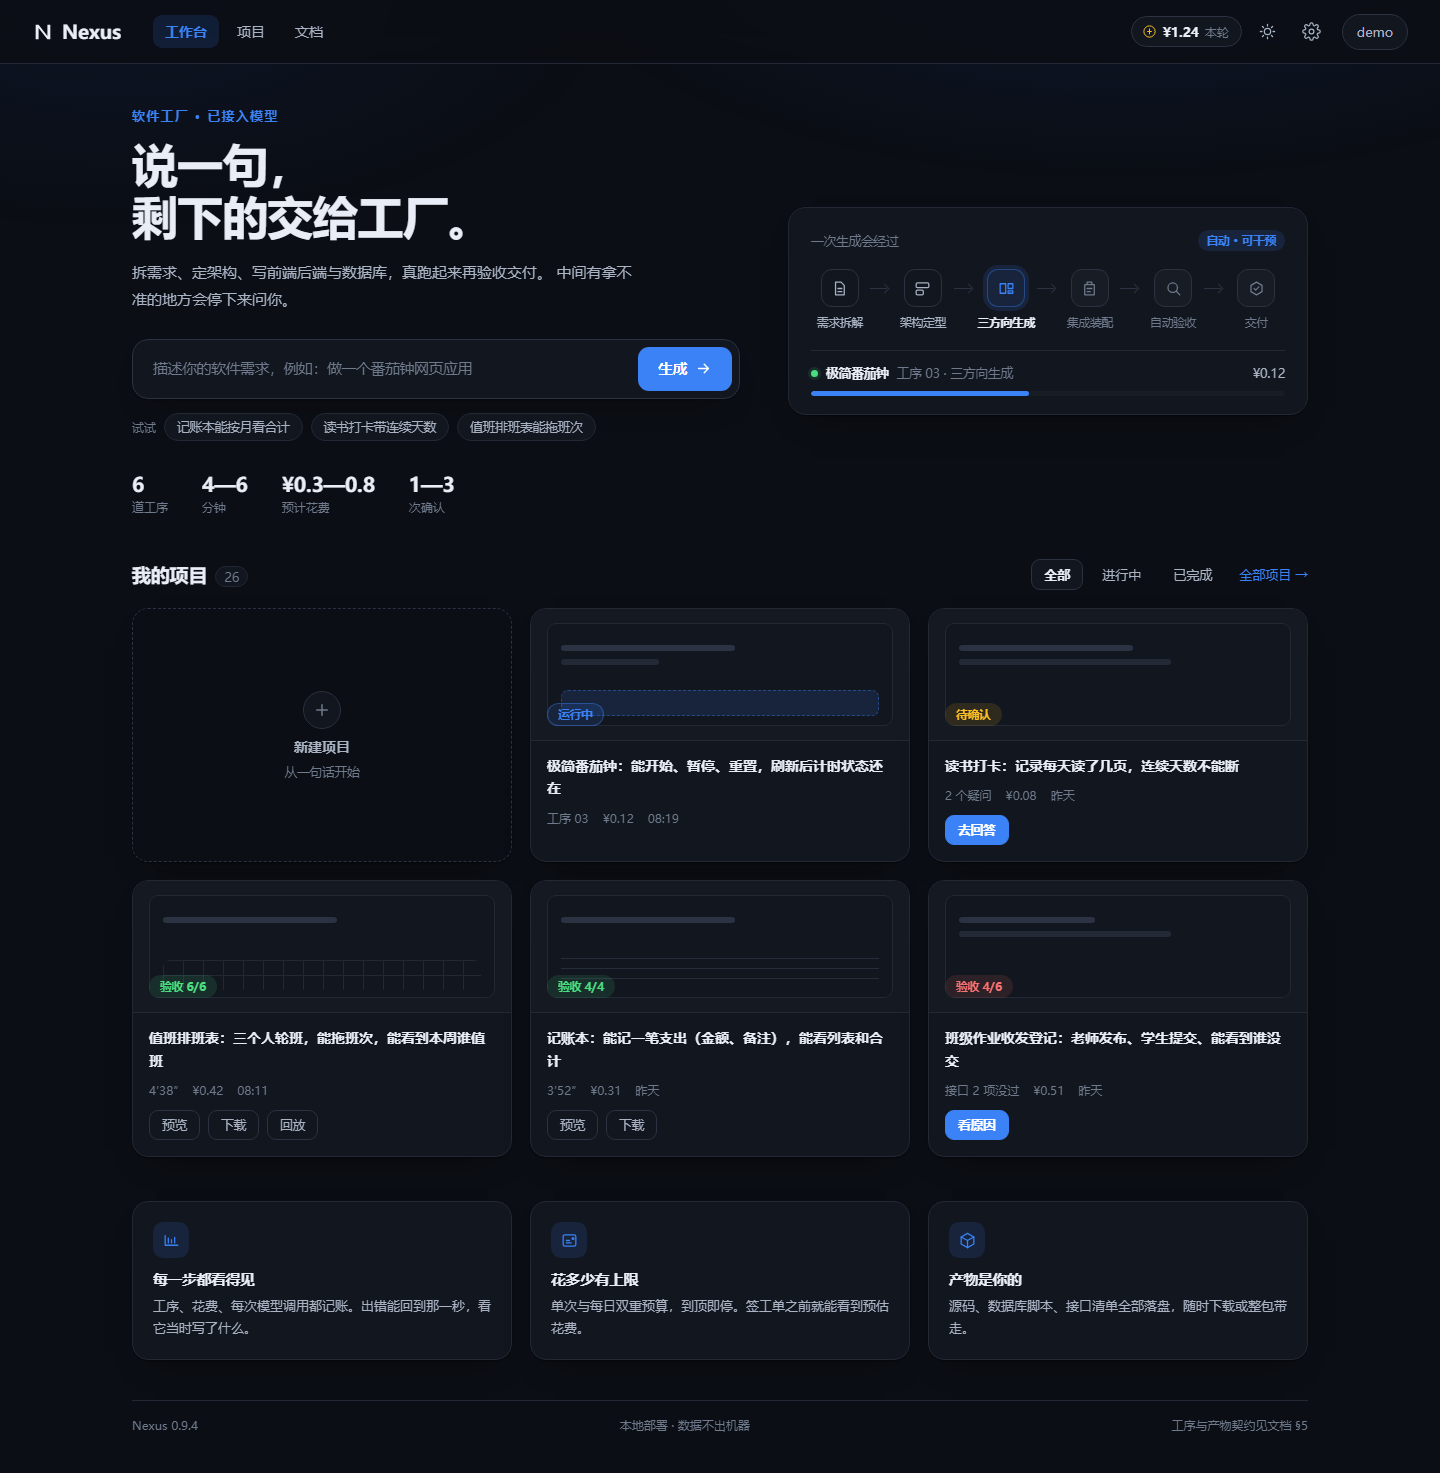 N Nexus 工作台 项目 文档 ¥1.24 本轮 demo
软件工厂 • 已接入模型
说一句，
剩下的交给工厂。
拆需求、定架构、写前端后端与数据库，真跑起来再验收交付。 中间有拿不
准的地方会停下来问你。
描述你的软件需求，例如：做一个番茄钟网页应用 生成 →
试试 记账本能按月看合计 读书打卡带连续天数 值班排班表能拖班次
6 4—6 ¥0.3—0.8 1—3
道工序 分钟 预计花费 次确认
一次生成会经过 自动 • 可干预
需求拆解 架构定型 三方向生成 集成装配 自动验收 交付
极简番茄钟 工序 03 · 三方向生成 ¥0.12
我的项目 26 全部 进行中 已完成 全部项目 →
新建项目
从一句话开始
运行中
极简番茄钟：能开始、暂停、重置，刷新后计时状态还
在
工序 03 ¥0.12 08:19
待确认
读书打卡：记录每天读了几页，连续天数不能断
2 个疑问 ¥0.08 昨天
去回答
验收 6/6
值班排班表：三个人轮班，能拖班次，能看到本周谁值
班
4′38″ ¥0.42 08:11
预览 下载 回放
验收 4/4
记账本：能记一笔支出（金额、备注），能看列表和合
计
3′52″ ¥0.31 昨天
预览 下载
验收 4/6
班级作业收发登记：老师发布、学生提交、能看到谁没
交
接口 2 项没过 ¥0.51 昨天
看原因
每一步都看得见
工序、花费、每次模型调用都记账。出错能回到那一秒，看
它当时写了什么。
花多少有上限
单次与每日双重预算，到顶即停。签工单之前就能看到预估
花费。
产物是你的
源码、数据库脚本、接口清单全部落盘，随时下载或整包带
走。
Nexus 0.9.4 本地部署 · 数据不出机器 工序与产物契约见文档 §5